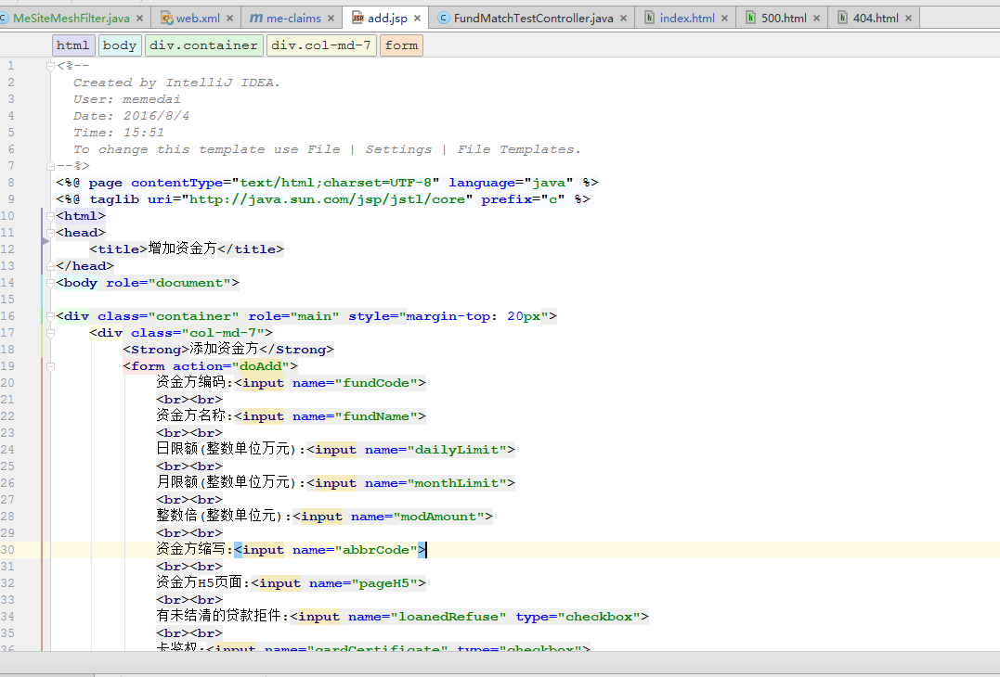 MeSiteMeshFilter.java web.xml me-claims add.jsp FundMatchTestController.java index.html 500.html 404.html
html body div.container div.col-md-7 form
1 <%--
2 Created by IntelliJ IDEA.
3 User: memedai
4 Date: 2016/8/4
5 Time: 15:51
6 To change this template use File | Settings | File Templates.
7 --%>
8 <%@ page contentType="text/html;charset=UTF-8" language="java" %>
9 <%@ taglib uri="http://java.sun.com/jsp/jstl/core" prefix="c" %>
10 <html>
11 <head>
12 <title>增加资金方</title>
13 </head>
14 <body role="document">
15
16 <div class="container" role="main" style="margin-top: 20px">
17 <div class="col-md-7">
18 <Strong>添加资金方</Strong>
19 <form action="doAdd">
20 资金方编码:<input name="fundCode">
21 <br><br>
22 资金方名称:<input name="fundName">
23 <br><br>
24 日限额(整数单位万元):<input name="dailyLimit">
25 <br><br>
26 月限额(整数单位万元):<input name="monthLimit">
27 <br><br>
28 整数倍(整数单位元):<input name="modAmount">
29 <br><br>
30 资金方缩写:<input name="abbrCode">
31 <br><br>
32 资金方H5页面:<input name="pageH5">
33 <br><br>
34 有未结清的贷款拒件:<input name="loanedRefuse" type="checkbox">
35 <br><br>
36 卡鉴权:<input name="cardCertificate" type="checkbox">